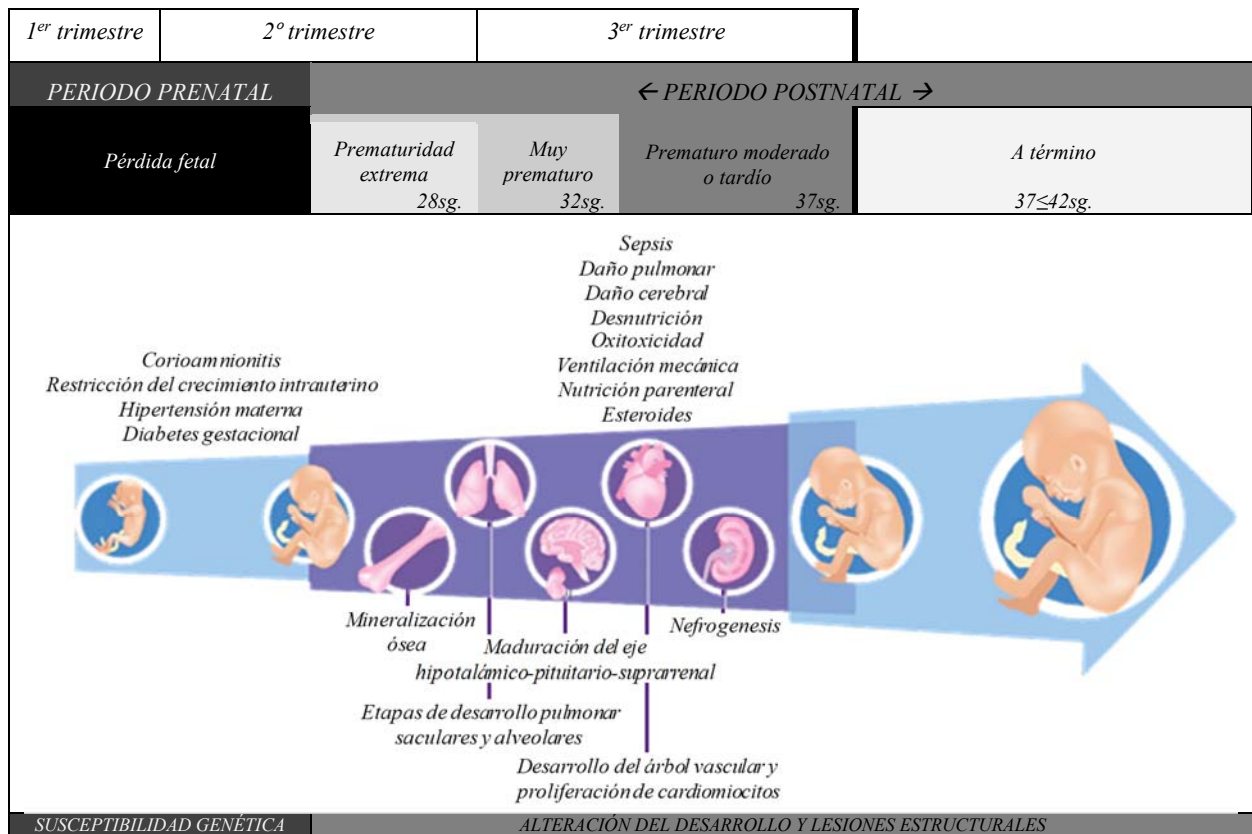 1er trimestre
2º trimestre
3er trimestre
PERIODO PRENATAL
← PERIODO POSTNATAL →
Pérdida fetal
Prematuridad
extrema
28sg.
Muy
prematuro
32sg.
Prematuro moderado
o tardío
37sg.
A término
37≤42sg.
Sepsis
Daño pulmonar
Daño cerebral
Desnutrición
Oxitoxicidad
Ventilación mecánica
Nutrición parenteral
Esteroides
Corioamnionitis
Restricción del crecimiento intrauterino
Hipertensión materna
Diabetes gestacional
Mineralización
ósea
Maduración del eje
hipotalámico-pituitario-suprarrenal
Nefrogenesis
Etapas de desarrollo pulmonar
saculares y alveolares
Desarrollo del árbol vascular y
proliferación de cardiomiocitos
SUSCEPTIBILIDAD GENÉTICA
ALTERACIÓN DEL DESARROLLO Y LESIONES ESTRUCTURALES